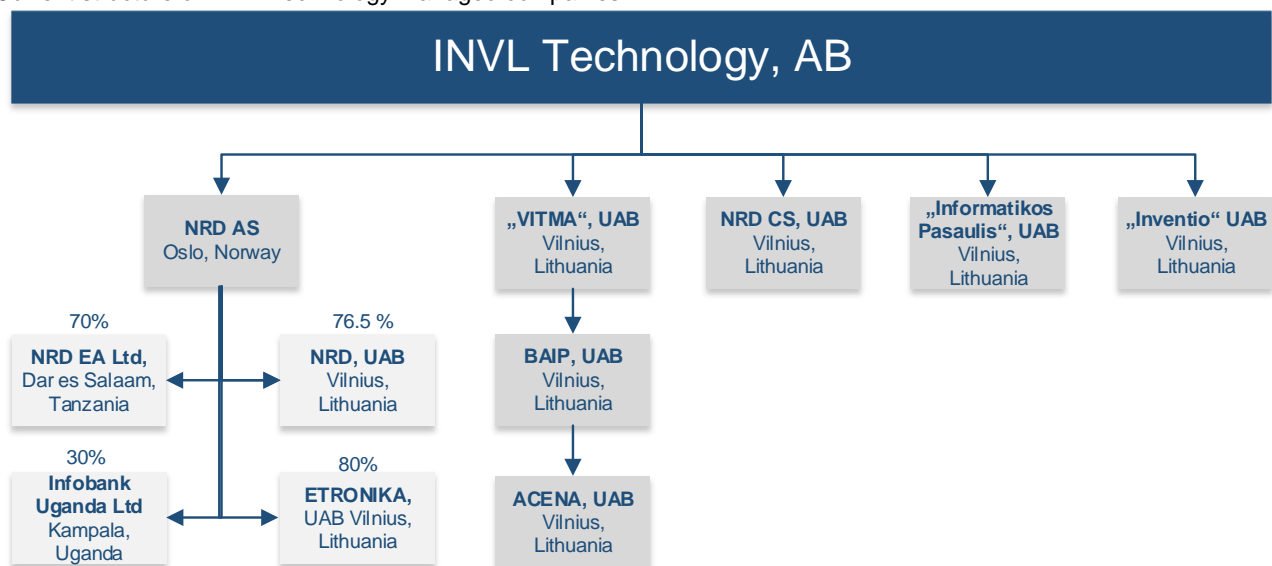 INVL Technology, AB
NRD AS
Oslo, Norway
„VITMA“, UAB
Vilnius,
Lithuania
NRD CS, UAB
Vilnius,
Lithuania
„Informatikos
Pasaulis“, UAB
Vilnius,
Lithuania
„Inventio“ UAB
Vilnius,
Lithuania
70%
NRD EA Ltd,
Dar es Salaam,
Tanzania
76.5 %
NRD, UAB
Vilnius,
Lithuania
BAIP, UAB
Vilnius,
Lithuania
30%
Infobank
Uganda Ltd
Kampala,
Uganda
80%
ETRONIKA,
UAB Vilnius,
Lithuania
ACENA, UAB
Vilnius,
Lithuania